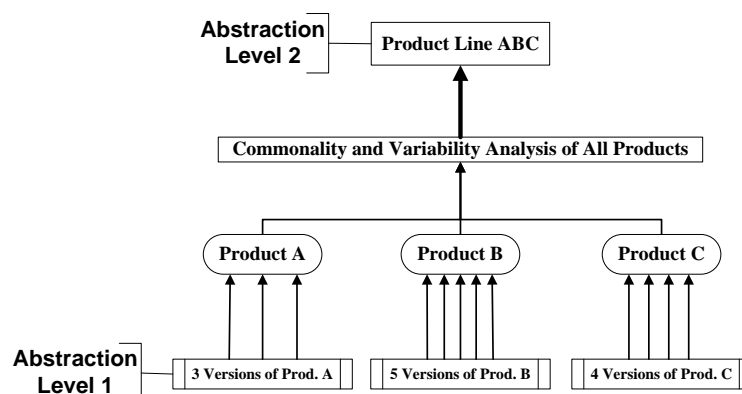 Abstraction
Level 2
Product Line ABC
Commonality and Variability Analysis of All Products
Product A
Product B
Product C
Abstraction
Level 1
3 Versions of Prod. A
5 Versions of Prod. B
4 Versions of Prod. C